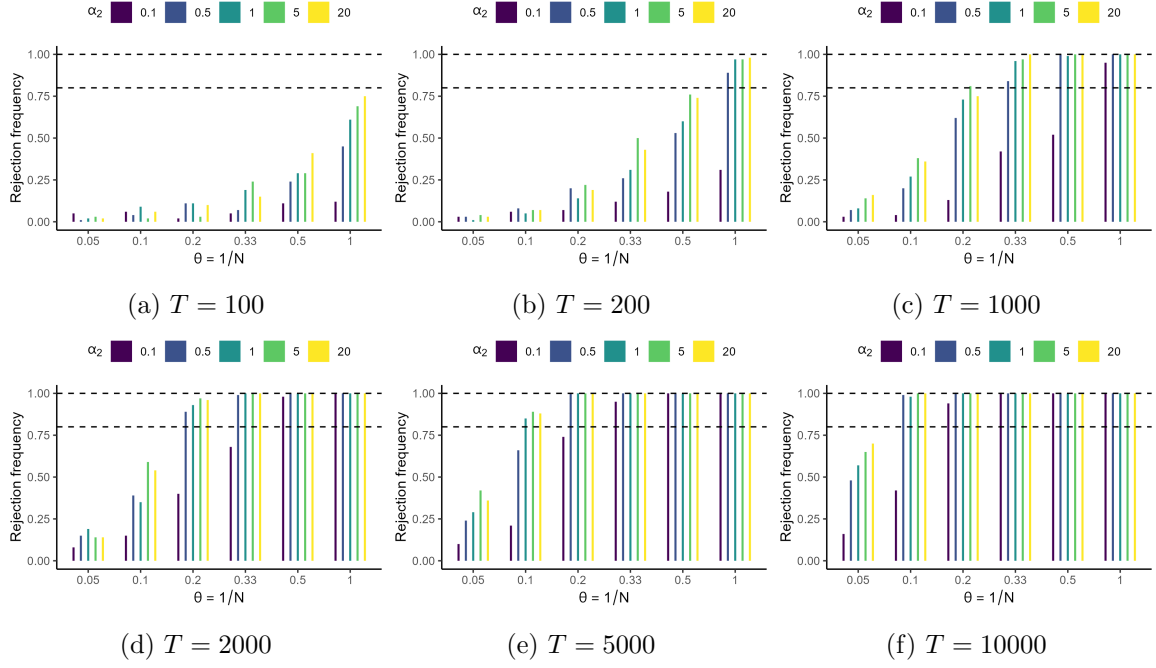 α2 0.1 0.5 1 5 20
Rejection frequency
1.00
0.75
0.50
0.25
0.00
0.05 0.1 0.2 0.33 0.5 1
θ = 1/N
(a) T = 100
α2 0.1 0.5 1 5 20
Rejection frequency
1.00
0.75
0.50
0.25
0.00
0.05 0.1 0.2 0.33 0.5 1
θ = 1/N
(b) T = 200
α2 0.1 0.5 1 5 20
Rejection frequency
1.00
0.75
0.50
0.25
0.00
0.05 0.1 0.2 0.33 0.5 1
θ = 1/N
(c) T = 1000
α2 0.1 0.5 1 5 20
Rejection frequency
1.00
0.75
0.50
0.25
0.00
0.05 0.1 0.2 0.33 0.5 1
θ = 1/N
(d) T = 2000
α2 0.1 0.5 1 5 20
Rejection frequency
1.00
0.75
0.50
0.25
0.00
0.05 0.1 0.2 0.33 0.5 1
θ = 1/N
(e) T = 5000
α2 0.1 0.5 1 5 20
Rejection frequency
1.00
0.75
0.50
0.25
0.00
0.05 0.1 0.2 0.33 0.5 1
θ = 1/N
(f) T = 10000